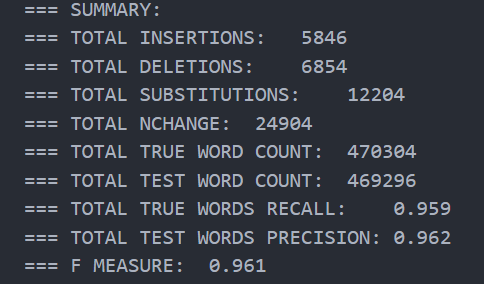 === SUMMARY:
=== TOTAL INSERTIONS: 5846
=== TOTAL DELETIONS: 6854
=== TOTAL SUBSTITUTIONS: 12204
=== TOTAL NCHANGE: 24904
=== TOTAL TRUE WORD COUNT: 470304
=== TOTAL TEST WORD COUNT: 469296
=== TOTAL TRUE WORDS RECALL: 0.959
=== TOTAL TEST WORDS PRECISION: 0.962
=== F MEASURE: 0.961